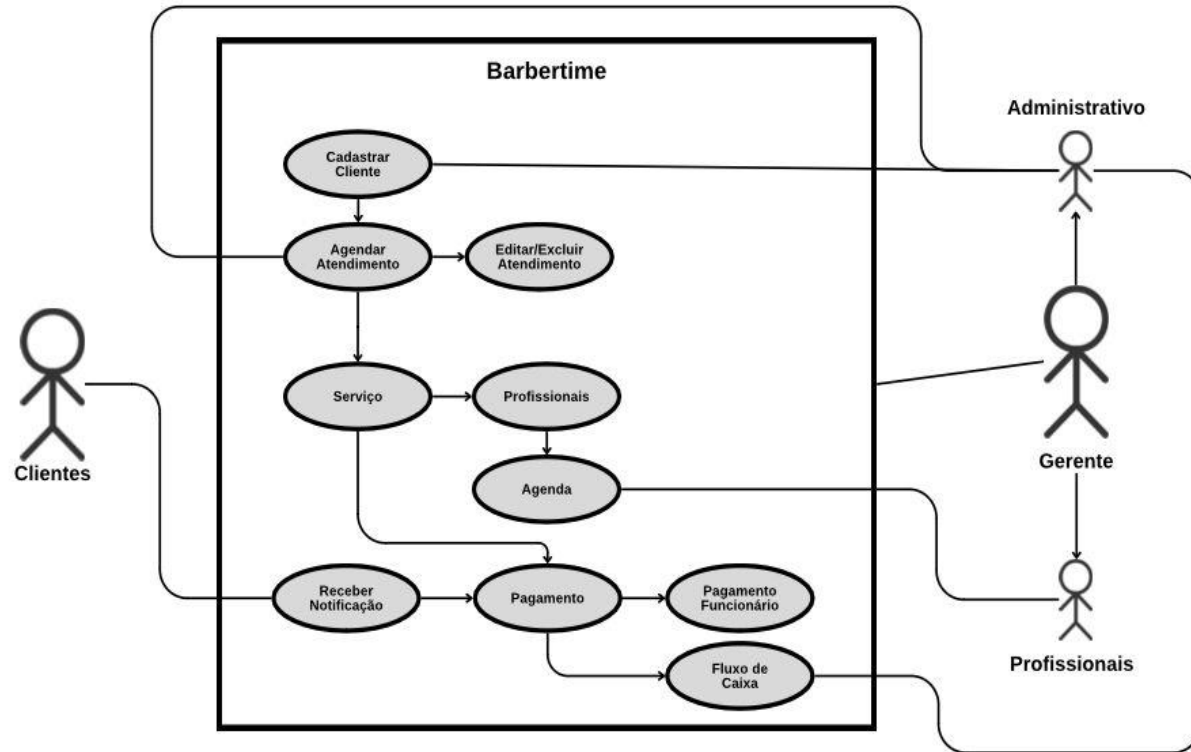 Barbertime
Administrativo
Cadastrar
Cliente
Agendar
Atendimento
Editar/Excluir
Atendimento
Serviço
Profissionais
Clientes
Gerente
Agenda
Receber
Notificação
Pagamento
Pagamento
Funcionário
Profissionais
Fluxo de
Caixa